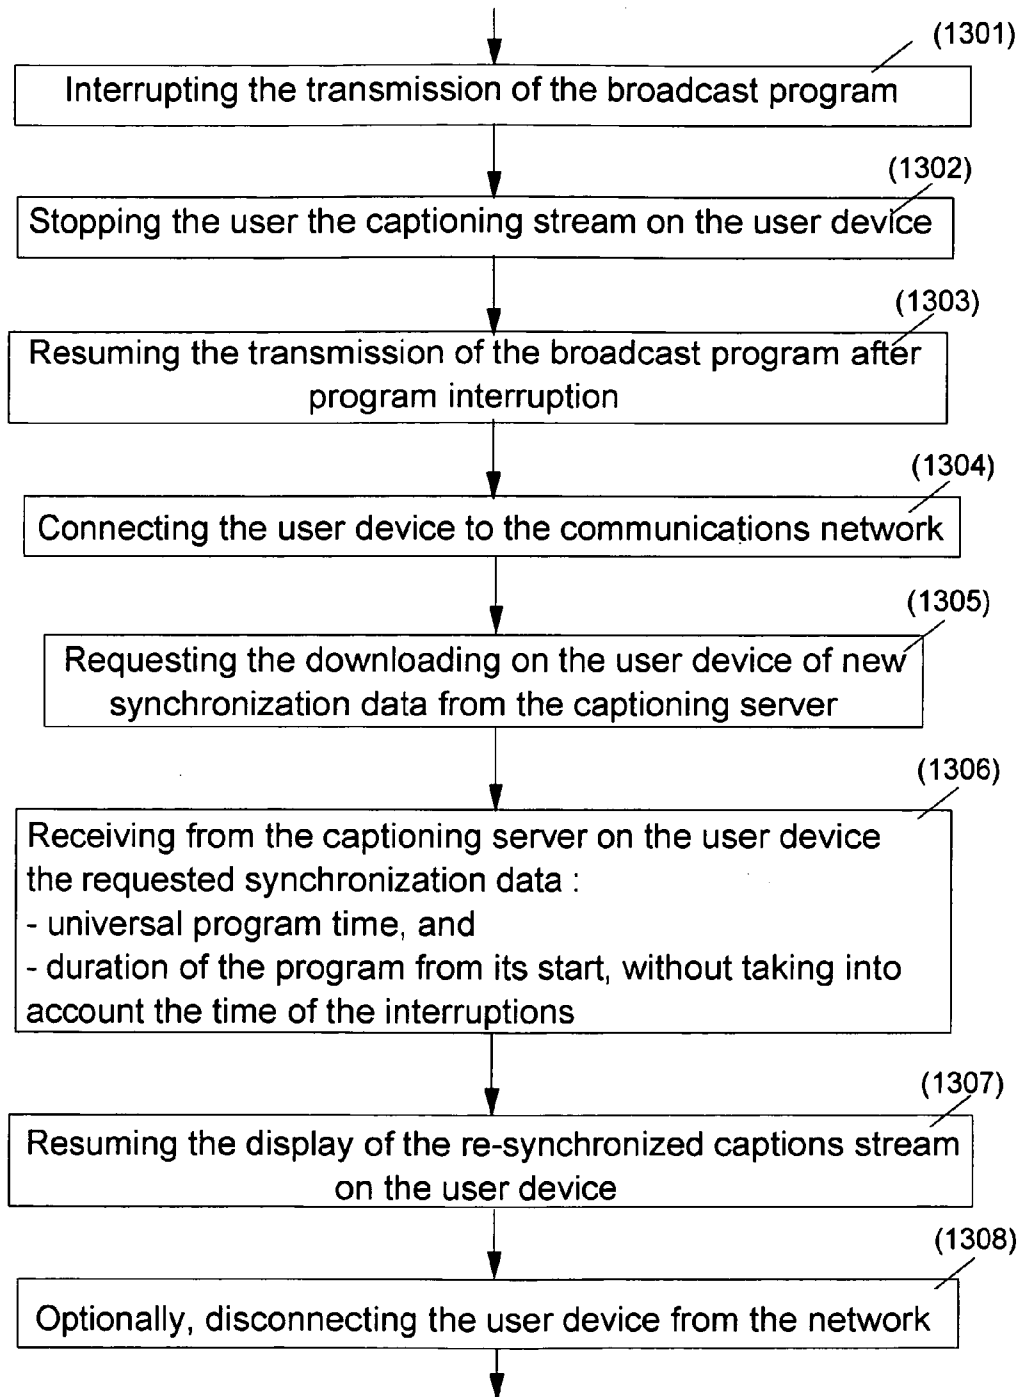 (1301)
Interrupting the transmission of the broadcast program
(1302)
Stopping the user the captioning stream on the user device
(1303)
Resuming the transmission of the broadcast program after
program interruption
(1304)
Connecting the user device to the communications network
(1305)
Requesting the downloading on the user device of new
synchronization data from the captioning server
(1306)
Receiving from the captioning server on the user device
the requested synchronization data :
- universal program time, and
- duration of the program from its start, without taking into
account the time of the interruptions
(1307)
Resuming the display of the re-synchronized captions stream
on the user device
(1308)
Optionally, disconnecting the user device from the network